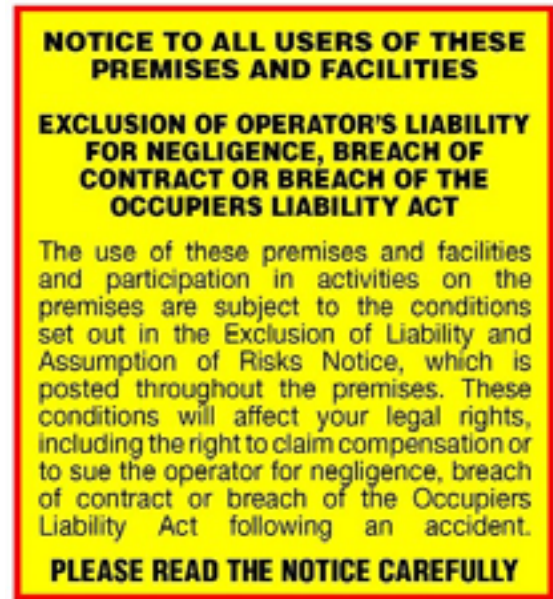 NOTICE TO ALL USERS OF THESE
PREMISES AND FACILITIES
EXCLUSION OF OPERATOR'S LIABILITY
FOR NEGLIGENCE, BREACH OF
CONTRACT OR BREACH OF THE
OCCUPIERS LIABILITY ACT
The use of these premises and facilities
and participation in activities on the
premises are subject to the conditions
set out in the Exclusion of Liability and
Assumption of Risks Notice, which is
posted throughout the premises. These
conditions will affect your legal rights,
including the right to claim compensation or
to sue the operator for negligence, breach
of contract or breach of the Occupiers
Liability Act following an accident.
PLEASE READ THE NOTICE CAREFULLY